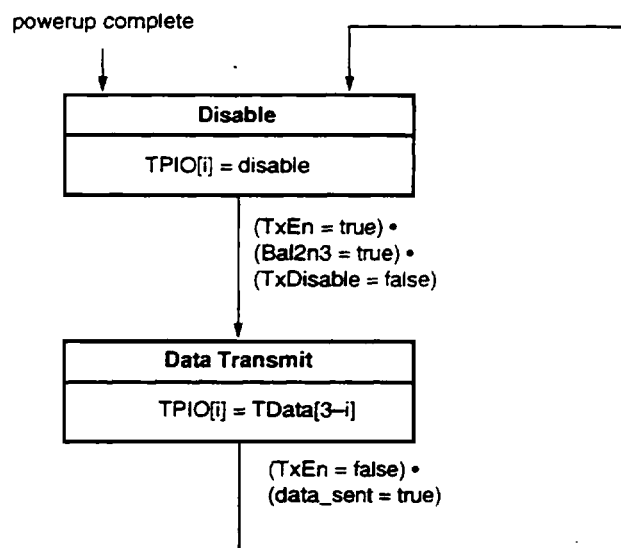 powerup complete
Disable
TPIO[i] = disable
(TxEn = true) •
(Bal2n3 = true) •
(TxDisable = false)
Data Transmit
TPIO[i] = TData[3–i]
(TxEn = false) •
(data_sent = true)